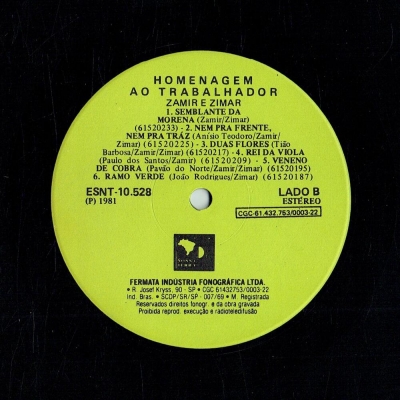 HOMENAGEM
AO TRABALHADOR
ZAMIR E ZIMAR
1. SEMBLANTE DA
MORENA (Zamir/Zimar)
(61520233) - 2. NEM PRA FRENTE,
NEM PRA TRÁZ (Anísio Teodoro/Zamir/
Zimar) (61520225) - 3. DUAS FLORES (Tião
Barbosa/Zamir/Zimar) (61520217) - 4. REI DA VIOLA
(Paulo dos Santos/Zamir) (61520209) - 5. VENENO
DE COBRA (Pavão do Norte/Zamir/Zimar) (61520195)
6. RAMO VERDE (João Rodrigues/Zimar) (61520187)
ESNT-10.528
LADO B
(P) 1981
ESTÉREO
CGC-61.432.753/0003-22
FERMATA INDÚSTRIA FONOGRÁFICA LTDA.
• R. Josef Kryss, 90 - SP • CGC 61432753/0003-22
Ind. Bras. • SCDP/SR/SP - 007/69 • M. Registrada
Reservados direitos fonogr. e da obra gravada
Proibida reprod. execução e radioteledifusão